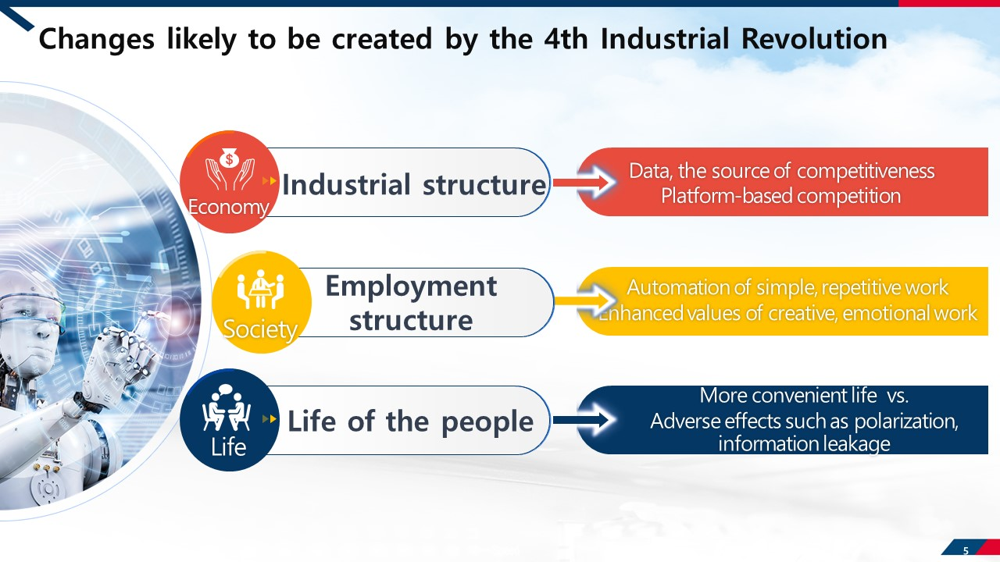 Changes likely to be created by the 4th Industrial Revolution
$
Economy
Industrial structure
Data, the source of competitiveness
Platform-based competition
Society
Employment
structure
Automation of simple, repetitive work
Enhanced values of creative, emotional work
Life
Life of the people
More convenient life vs.
Adverse effects such as polarization,
information leakage
5